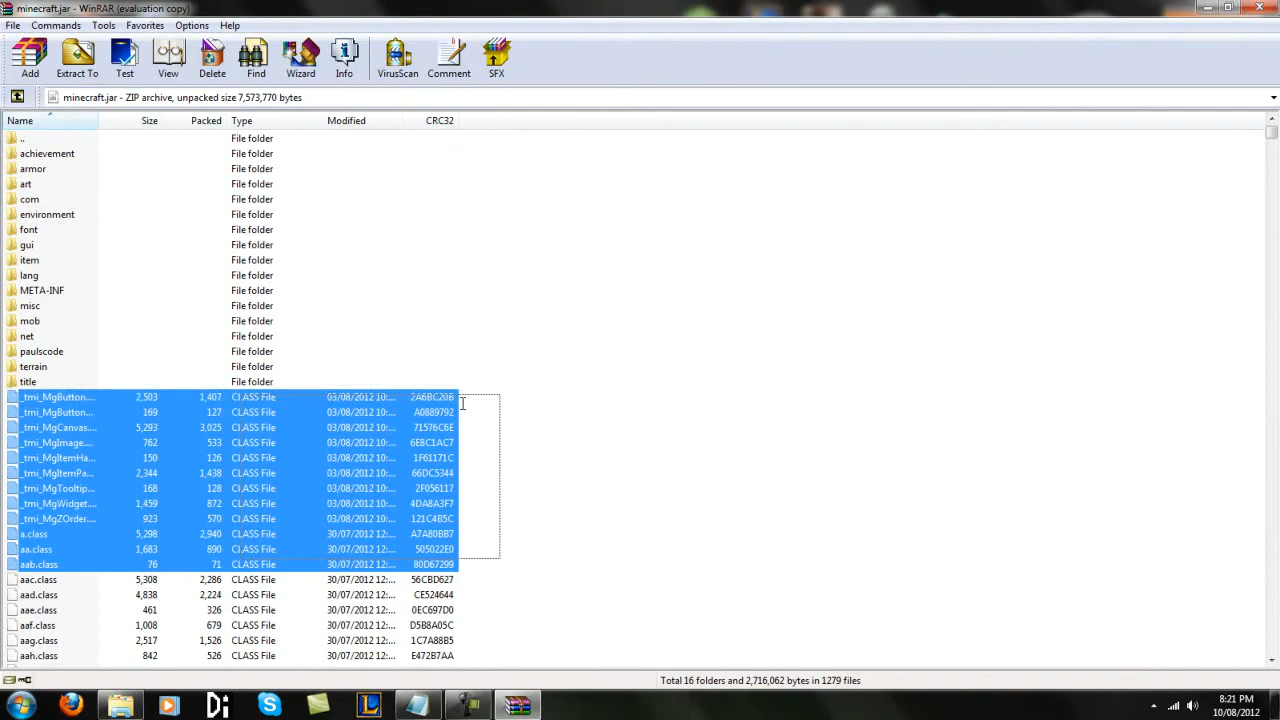 minecraft.jar - WinRAR (evaluation copy)
File Commands Tools Favorites Options Help
Add Extract To Test View Delete Find Wizard Info VirusScan Comment SFX
minecraft.jar - ZIP archive, unpacked size 7,573,770 bytes
Name Size Packed Type Modified CRC32
.. File folder
achievement File folder
armor File folder
art File folder
com File folder
environment File folder
font File folder
gui File folder
item File folder
lang File folder
META-INF File folder
misc File folder
mob File folder
net File folder
paulscode File folder
terrain File folder
title File folder
_tmi_MgButton.... 2,503 1,407 CLASS File 03/08/2012 10:... 2A6BC20B
_tmi_MgButton... 169 127 CLASS File 03/08/2012 10:... A0889792
_tmi_MgCanvas.... 5,293 3,025 CLASS File 03/08/2012 10:... 71576C6E
_tmi_MgImage.... 762 533 CLASS File 03/08/2012 10:... 6E8C1AC7
_tmi_MgItemHa... 150 126 CLASS File 03/08/2012 10:... 1F61171C
_tmi_MgItemPa... 2,344 1,438 CLASS File 03/08/2012 10:... 66DC5344
_tmi_MgTooltip... 168 128 CLASS File 03/08/2012 10:... 2F056117
_tmi_MgWidget.... 1,459 872 CLASS File 03/08/2012 10:... 4DA8A3F7
_tmi_MgZOrder.... 923 570 CLASS File 03/08/2012 10:... 121C4B5C
a.class 5,298 2,940 CLASS File 30/07/2012 12:... A7A80BB7
aa.class 1,683 890 CLASS File 30/07/2012 12:... 505022E0
aab.class 76 71 CLASS File 30/07/2012 12:... 80D67299
aac.class 5,308 2,286 CLASS File 30/07/2012 12:... 56CBD627
aad.class 4,838 2,224 CLASS File 30/07/2012 12:... CE524644
aae.class 461 326 CLASS File 30/07/2012 12:... 0EC697D0
aaf.class 1,008 679 CLASS File 30/07/2012 12:... D5B8A05C
aag.class 2,517 1,526 CLASS File 30/07/2012 12:... 1C7A88B5
aah.class 842 526 CLASS File 30/07/2012 12:... E472B7AA
Total 16 folders and 2,716,062 bytes in 1279 files
Di
8:21 PM
10/08/2012